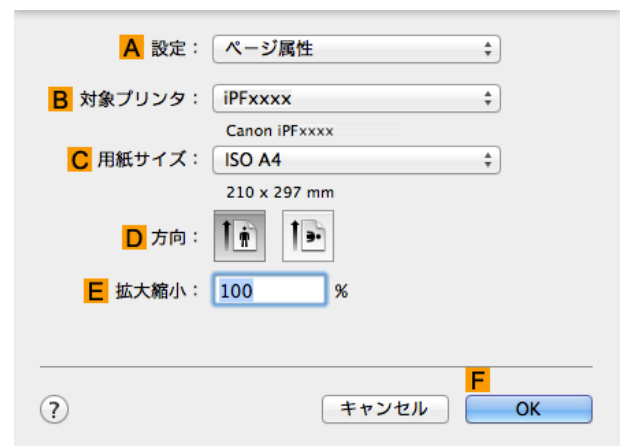 A 設定： ページ属性
B 対象プリンタ： iPFxxxx
Canon iPFxxxx
C 用紙サイズ： ISO A4
210 x 297 mm
D 方向：
E 拡大縮小： 100 %
F
? キャンセル OK